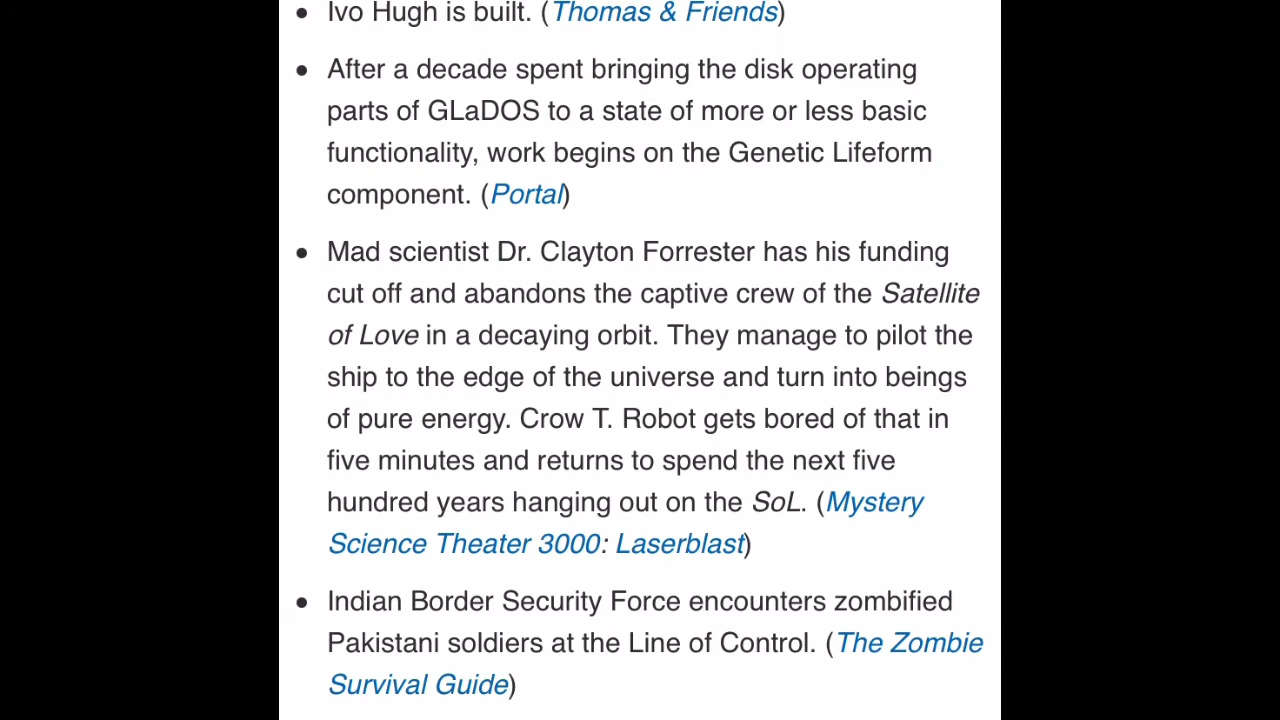 • Ivo Hugh is built. (Thomas & Friends)
• After a decade spent bringing the disk operating
parts of GLaDOS to a state of more or less basic
functionality, work begins on the Genetic Lifeform
component. (Portal)
• Mad scientist Dr. Clayton Forrester has his funding
cut off and abandons the captive crew of the Satellite
of Love in a decaying orbit. They manage to pilot the
ship to the edge of the universe and turn into beings
of pure energy. Crow T. Robot gets bored of that in
five minutes and returns to spend the next five
hundred years hanging out on the SoL. (Mystery
Science Theater 3000: Laserblast)
• Indian Border Security Force encounters zombified
Pakistani soldiers at the Line of Control. (The Zombie
Survival Guide)